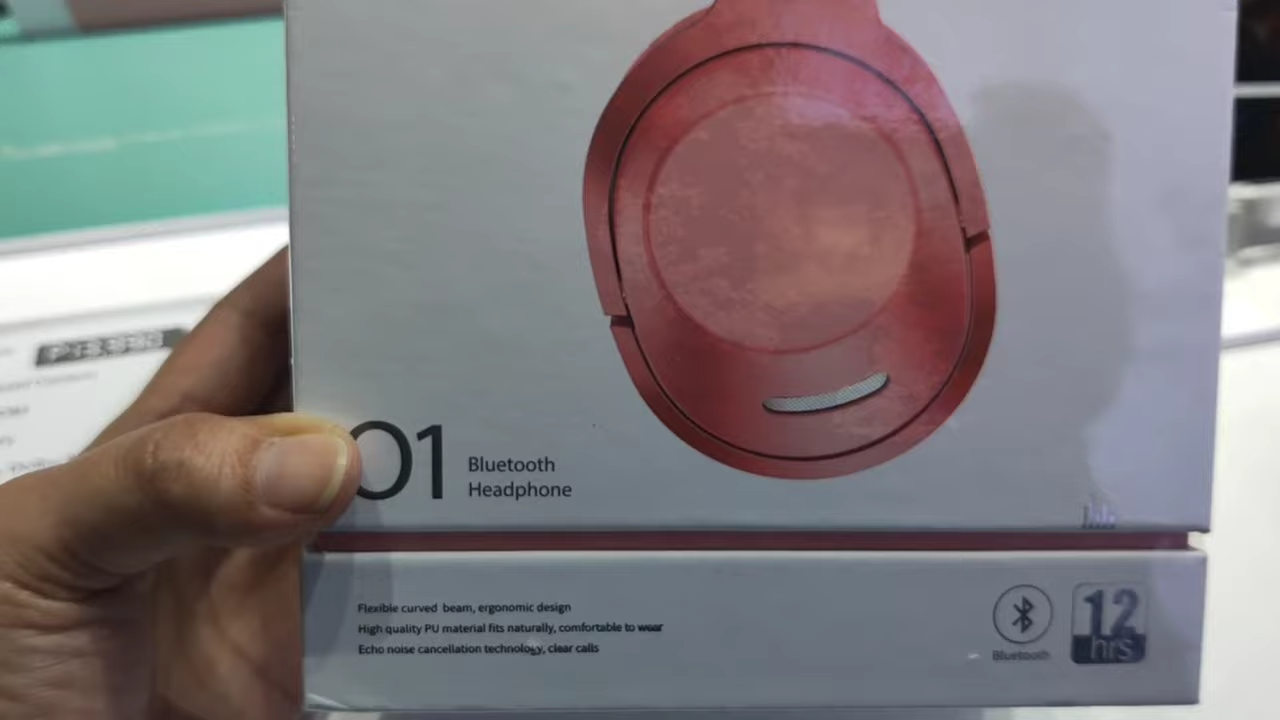 O1
Bluetooth
Headphone
Flexible curved beam, ergonomic design
High quality PU material fits naturally, comfortable to wear
Echo noise cancellation technology, clear calls
Bluetooth
12
hrs